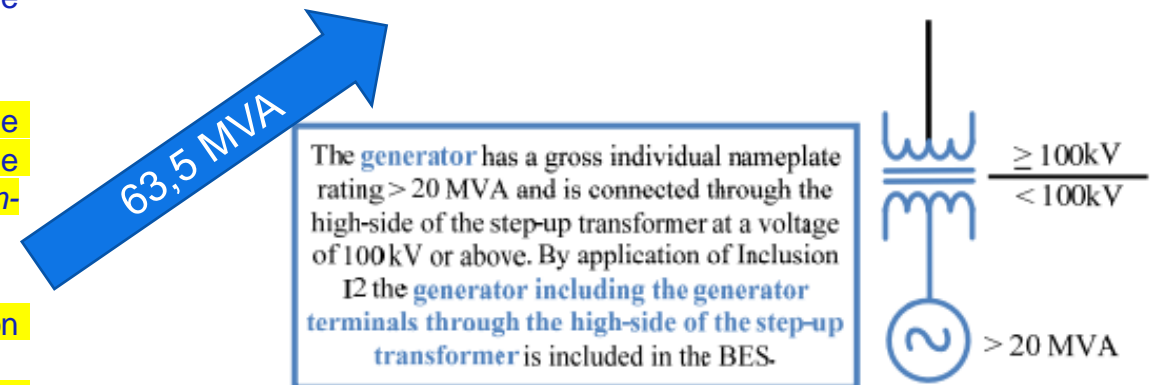 e
e
e
n-
on
63,5 MVA
The generator has a gross individual nameplate
rating > 20 MVA and is connected through the
high-side of the step-up transformer at a voltage
of 100 kV or above. By application of Inclusion
I2 the generator including the generator
terminals through the high-side of the step-up
transformer is included in the BES.
≥ 100kV
< 100kV
> 20 MVA